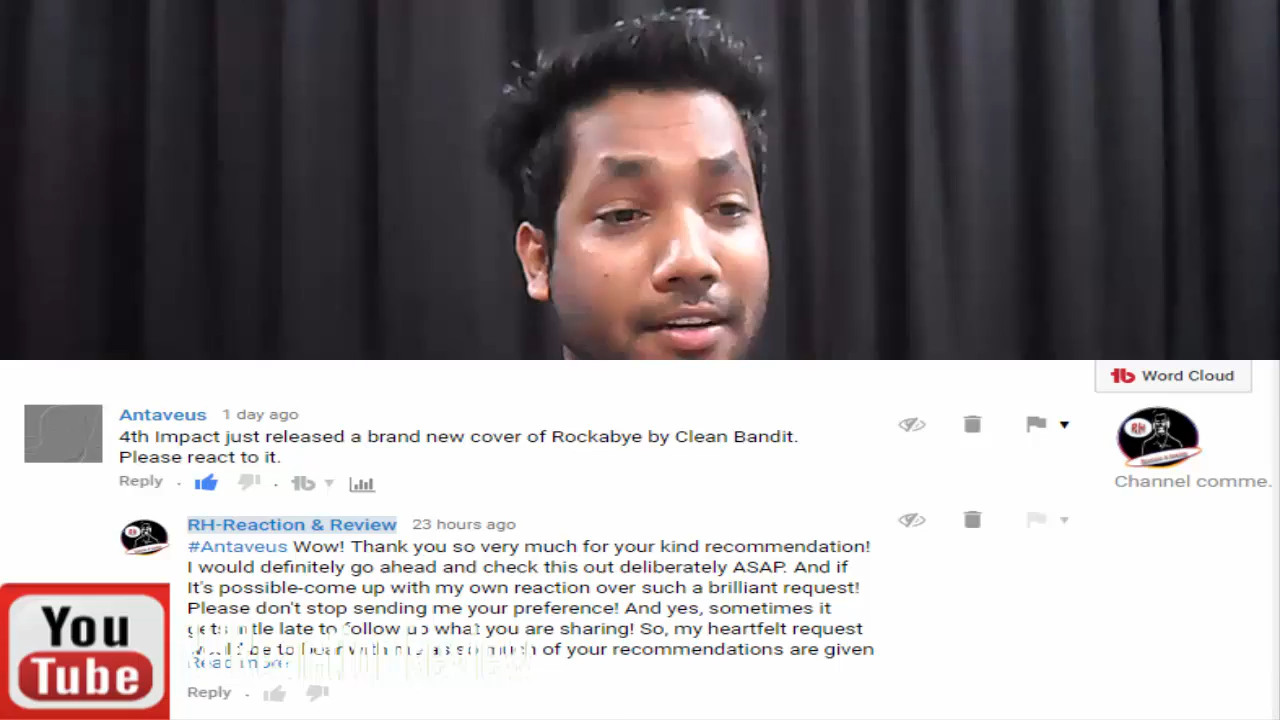 Word Cloud
Antaveus 1 day ago
4th Impact just released a brand new cover of Rockabye by Clean Bandit.
Please react to it.
Reply
Channel comme.
RH-Reaction & Review 23 hours ago
#Antaveus Wow! Thank you so very much for your kind recommendation!
I would definitely go ahead and check this out deliberately ASAP. And if
It's possible-come up with my own reaction over such a brilliant request!
Please don't stop sending me your preference! And yes, sometimes it
late to follow up what you are sharing! So, my heartfelt request
would be to bear with me as so much of your recommendations are given
Read more
Reply
You
Tube
RH